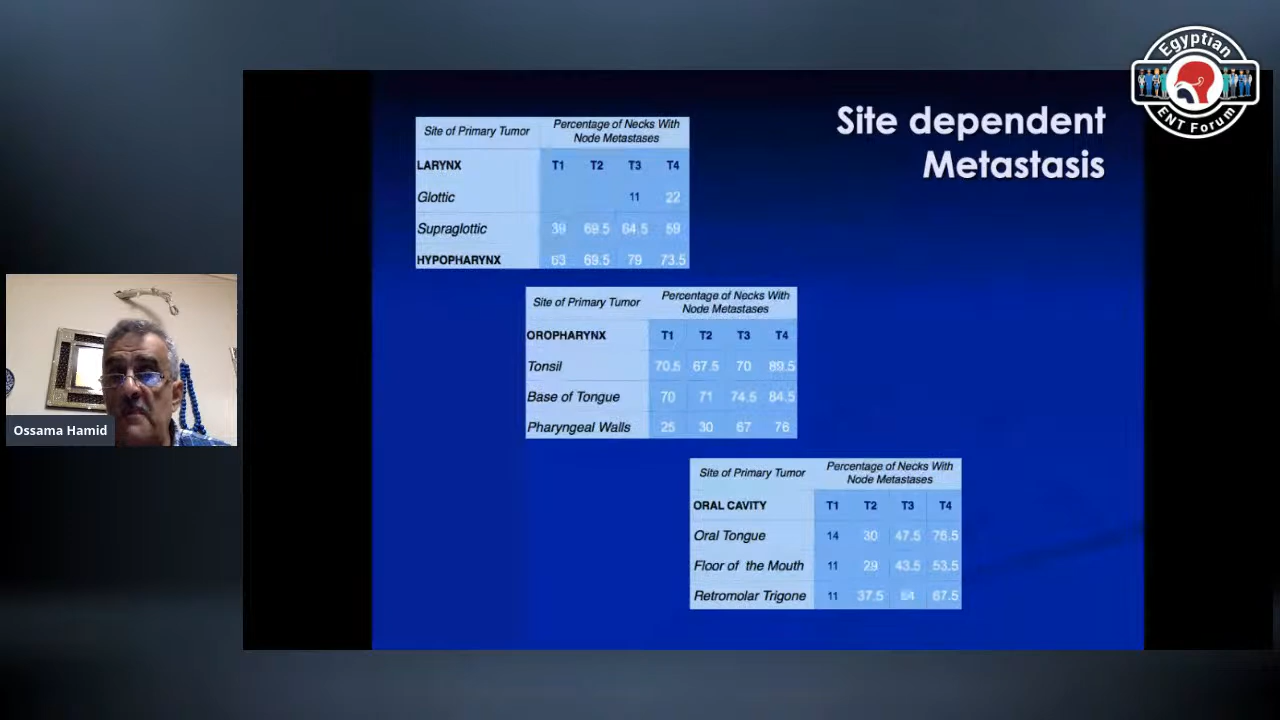 Egyptian
ENT Forum
Site dependent
Metastasis
Site of Primary Tumor Percentage of Necks With
Node Metastases
LARYNX T1 T2 T3 T4
Glottic 11 22
Supraglottic 39 69.5 64.5 59
HYPOPHARYNX 63 69.5 79 73.5
Site of Primary Tumor Percentage of Necks With
Node Metastases
OROPHARYNX T1 T2 T3 T4
Tonsil 70.5 67.5 70 89.5
Base of Tongue 70 71 74.5 84.5
Pharyngeal Walls 25 30 67 76
Site of Primary Tumor Percentage of Necks With
Node Metastases
ORAL CAVITY T1 T2 T3 T4
Oral Tongue 14 30 47.5 76.5
Floor of the Mouth 11 29 43.5 53.5
Retromolar Trigone 11 37.5 67.5
Ossama Hamid